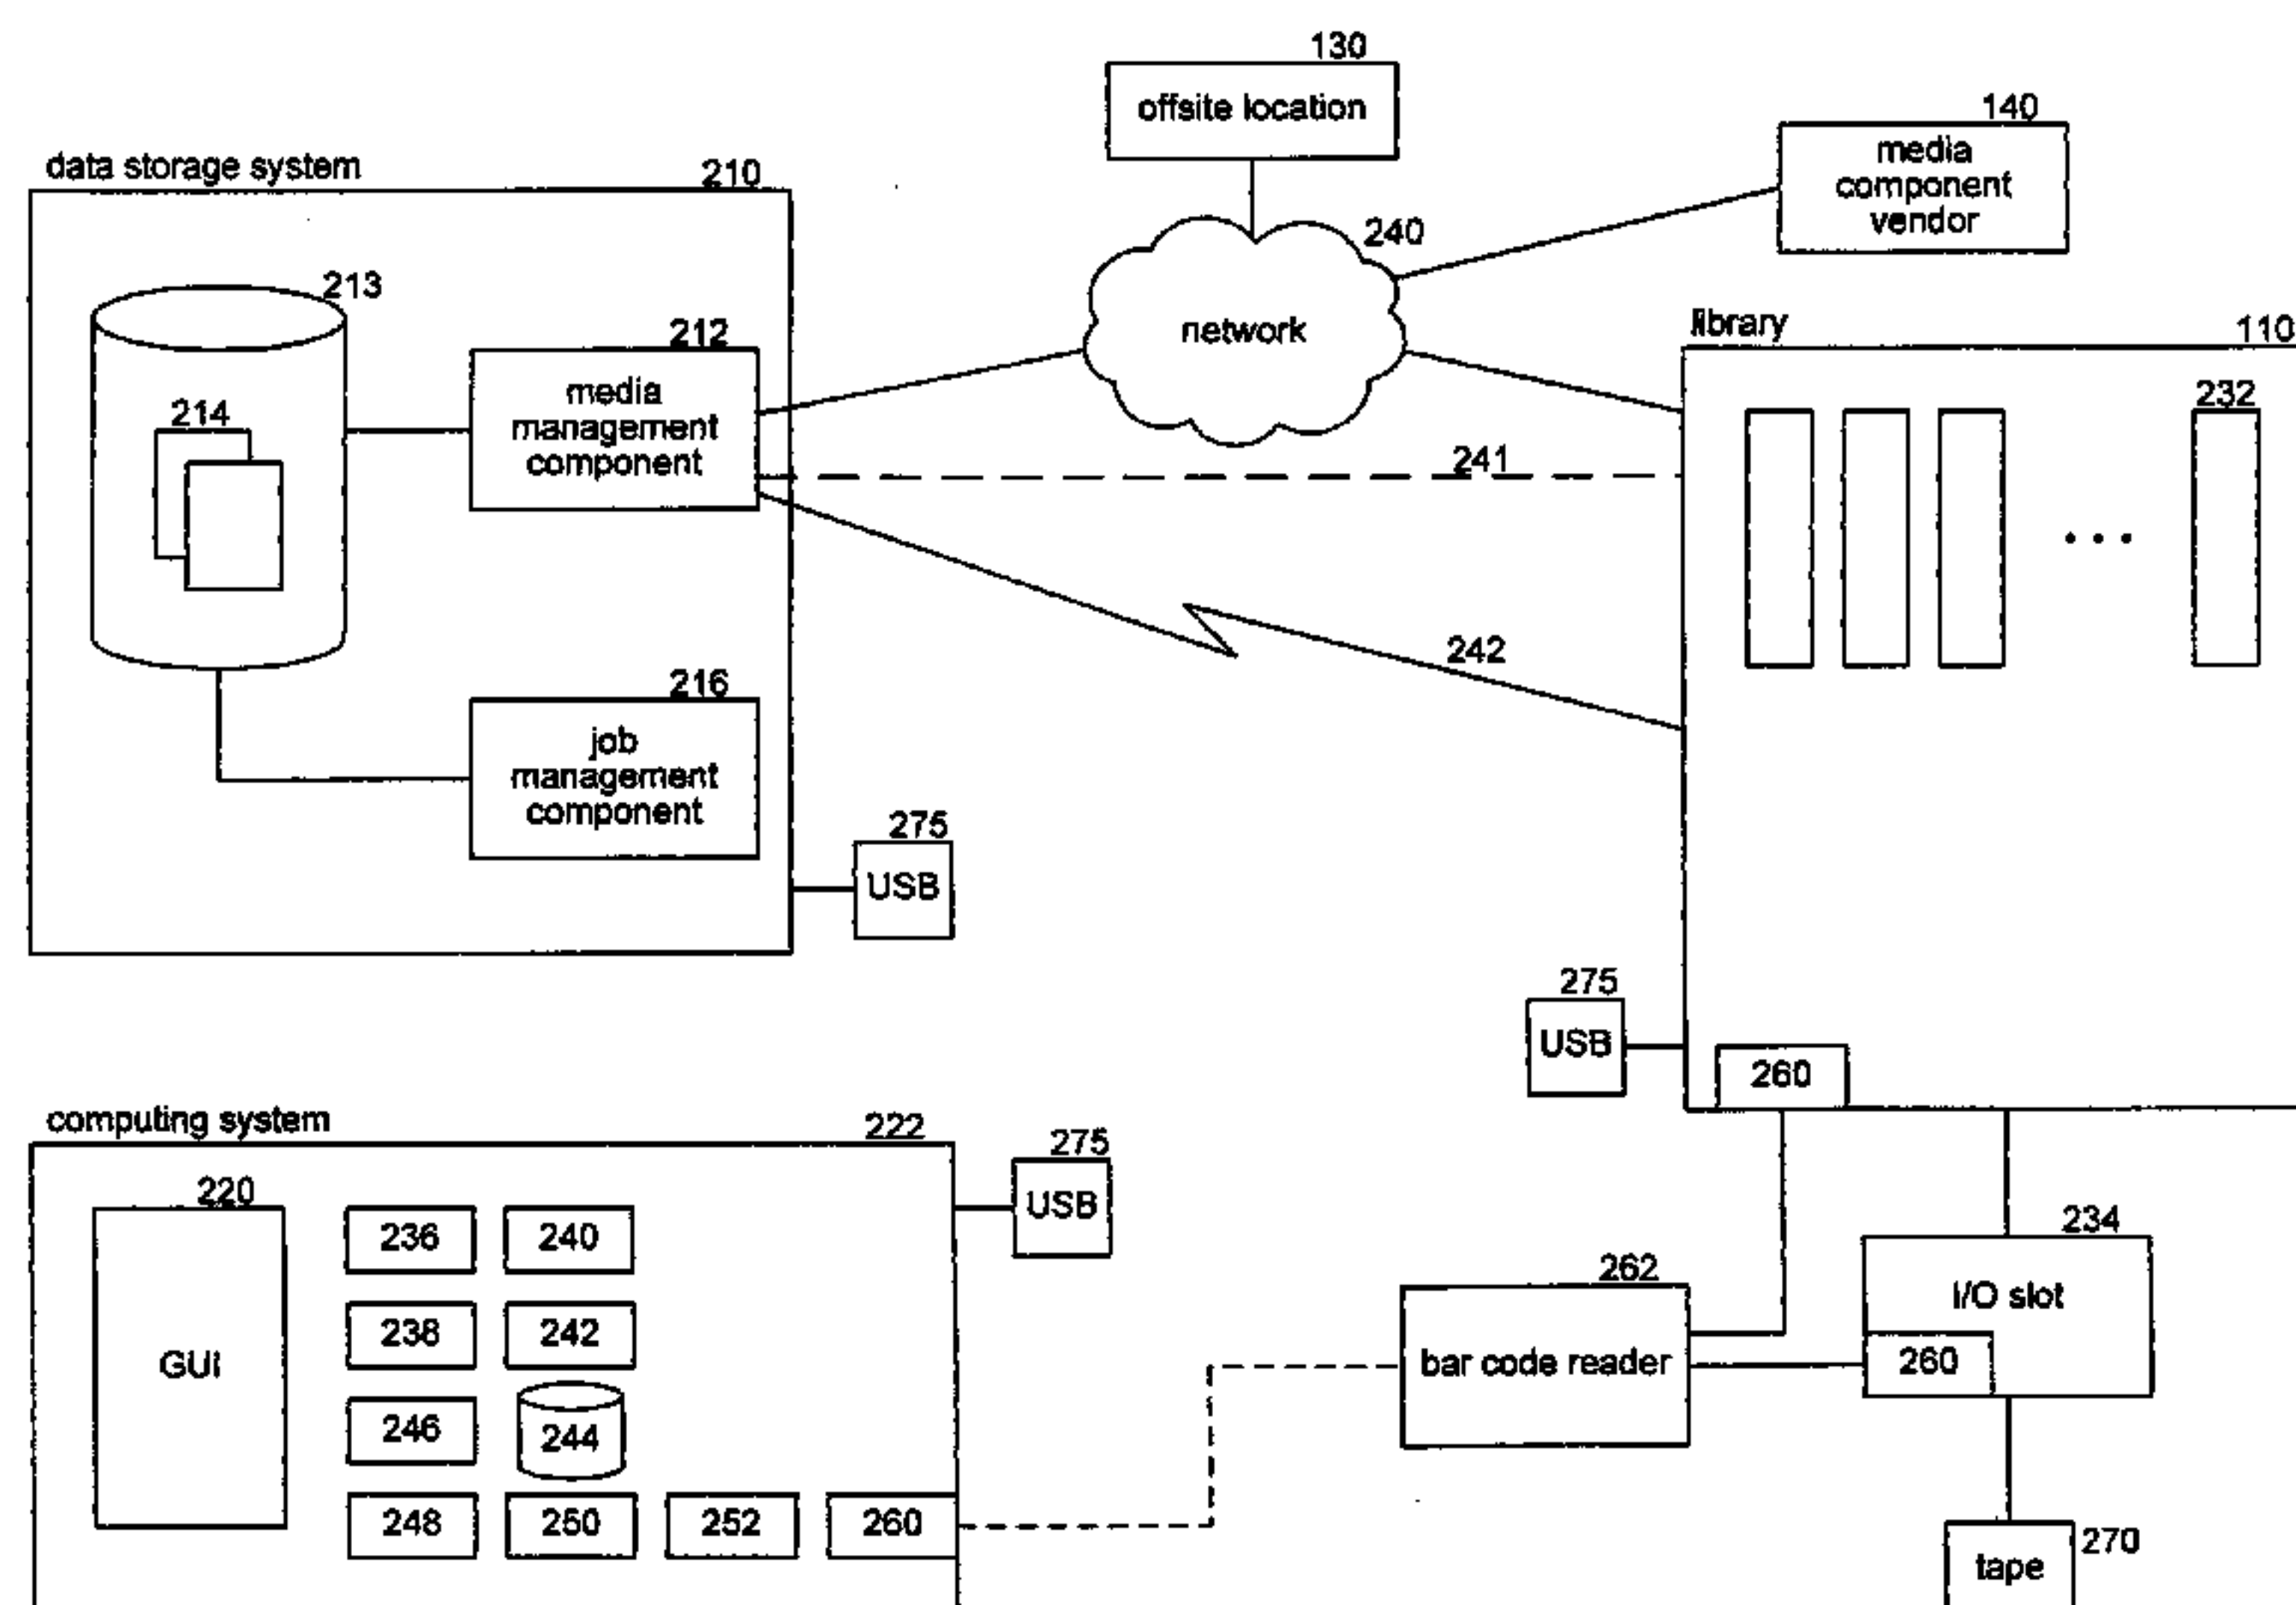 130
offsite location
140
media
component
vendor
data storage system
210
240
network
213
212
media
management
component
214
library
110
232
241
. . .
242
216
job
management
component
275
USB
275
USB
260
computing system
222
275
USB
220
GUI
236
240
238
242
246
244
248
250
252
260
234
I/O slot
260
262
bar code reader
270
tape